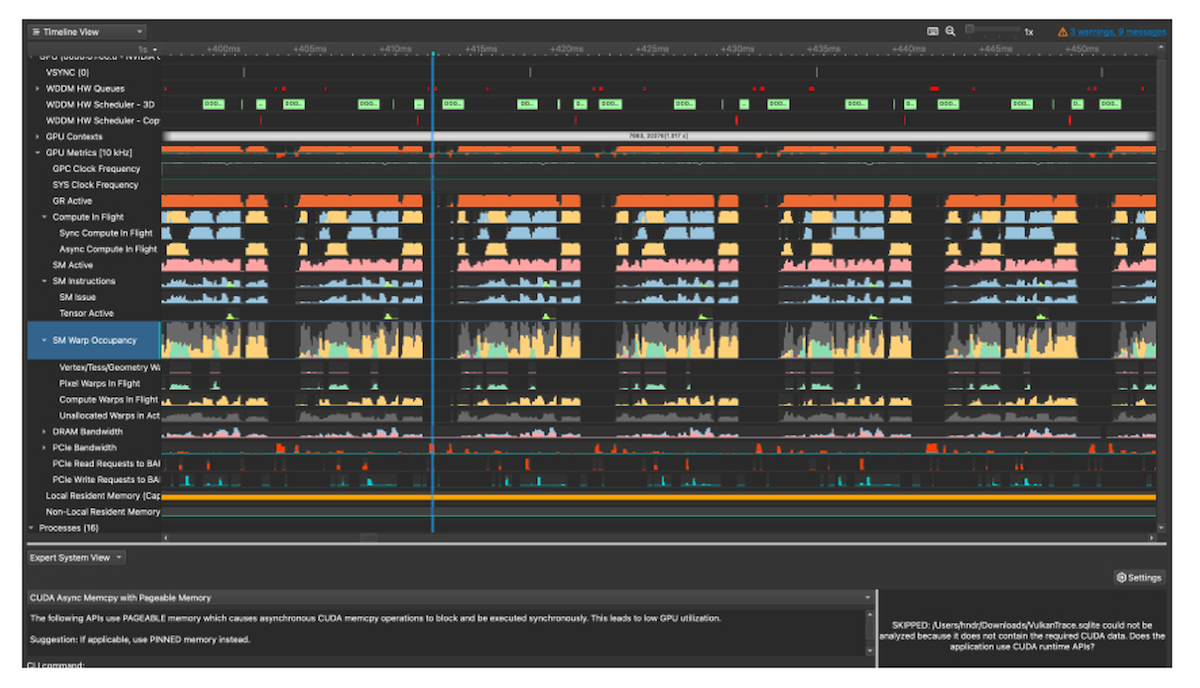 Timeline View
1x
3 warnings, 9 messages
1s
+400ms
+405ms
+410ms
+415ms
+420ms
+425ms
+430ms
+435ms
+440ms
+445ms
+450ms
VSYNC (0)
WDDM HW Queues
WDDM HW Scheduler - 3D
WDDM HW Scheduler - Cop
GPU Contexts
GPU Metrics [10 kHz]
GPC Clock Frequency
SYS Clock Frequency
GR Active
Compute In Flight
Sync Compute In Flight
Async Compute In Flight
SM Active
SM Instructions
SM Issue
Tensor Active
SM Warp Occupancy
Vertex/Tess/Geometry Wa
Pixel Warps In Flight
Compute Warps In Flight
Unallocated Warps in Act
DRAM Bandwidth
PCIe Bandwidth
PCIe Read Requests to BAI
PCIe Write Requests to BAI
Local Resident Memory (Cap
Non-Local Resident Memory
Processes (16)
Expert System View
Settings
CUDA Async Memcpy with Pageable Memory
The following APIs use PAGEABLE memory which causes asynchronous CUDA memcpy operations to block and be executed synchronously. This leads to low GPU utilization.
Suggestion: If applicable, use PINNED memory instead.
CLI command:
SKIPPED: /Users/hndr/Downloads/VulkanTrace.sqlite could not be
analyzed because it does not contain the required CUDA data. Does the
application use CUDA runtime APIs?